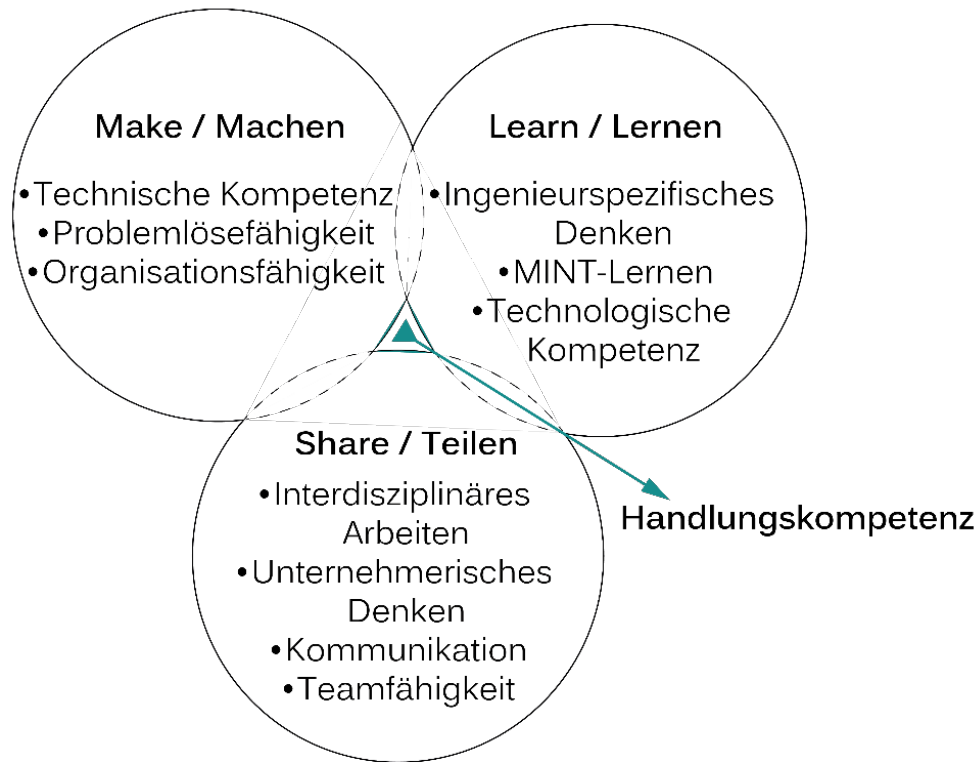 Make / Machen
•Technische Kompetenz
•Problemlösefähigkeit
•Organisationsfähigkeit
Learn / Lernen
•Ingenieurspezifisches
Denken
•MINT-Lernen
•Technologische
Kompetenz
Share / Teilen
•Interdisziplinäres
Arbeiten
•Unternehmerisches
Denken
•Kommunikation
•Teamfähigkeit
Handlungskompetenz